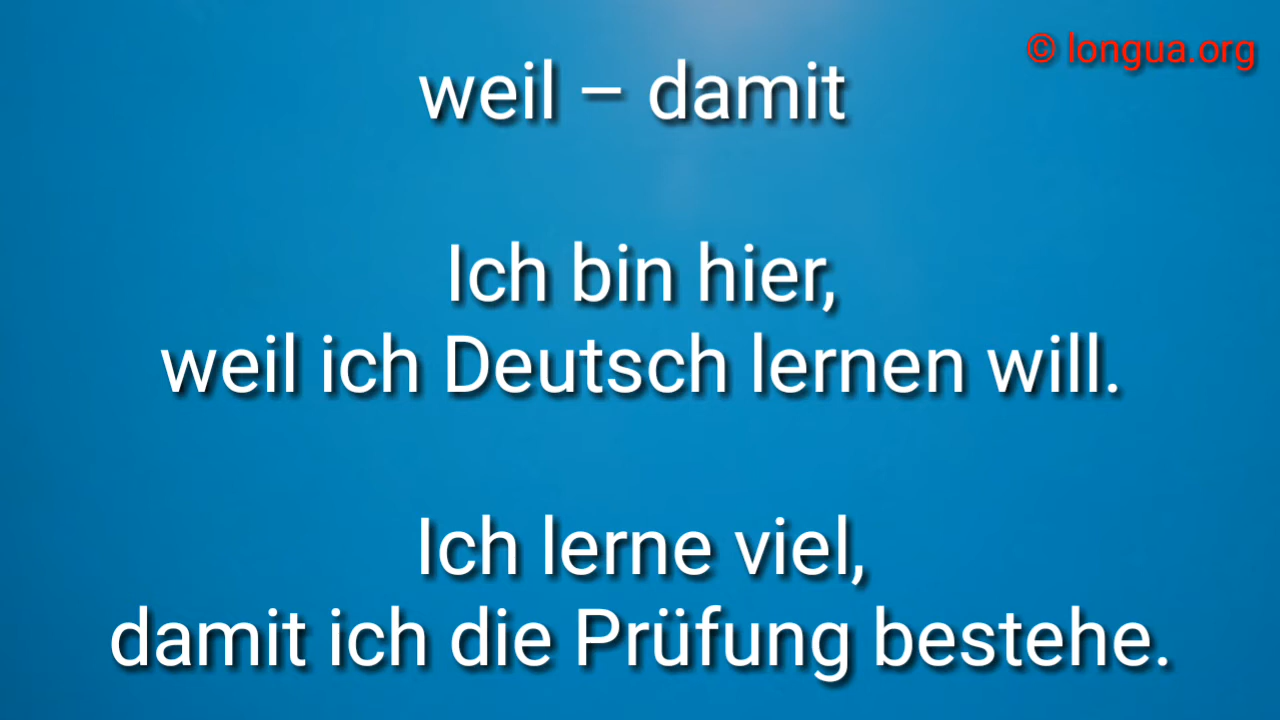 © longua.org
weil – damit
Ich bin hier,
weil ich Deutsch lernen will.
Ich lerne viel,
damit ich die Prüfung bestehe.